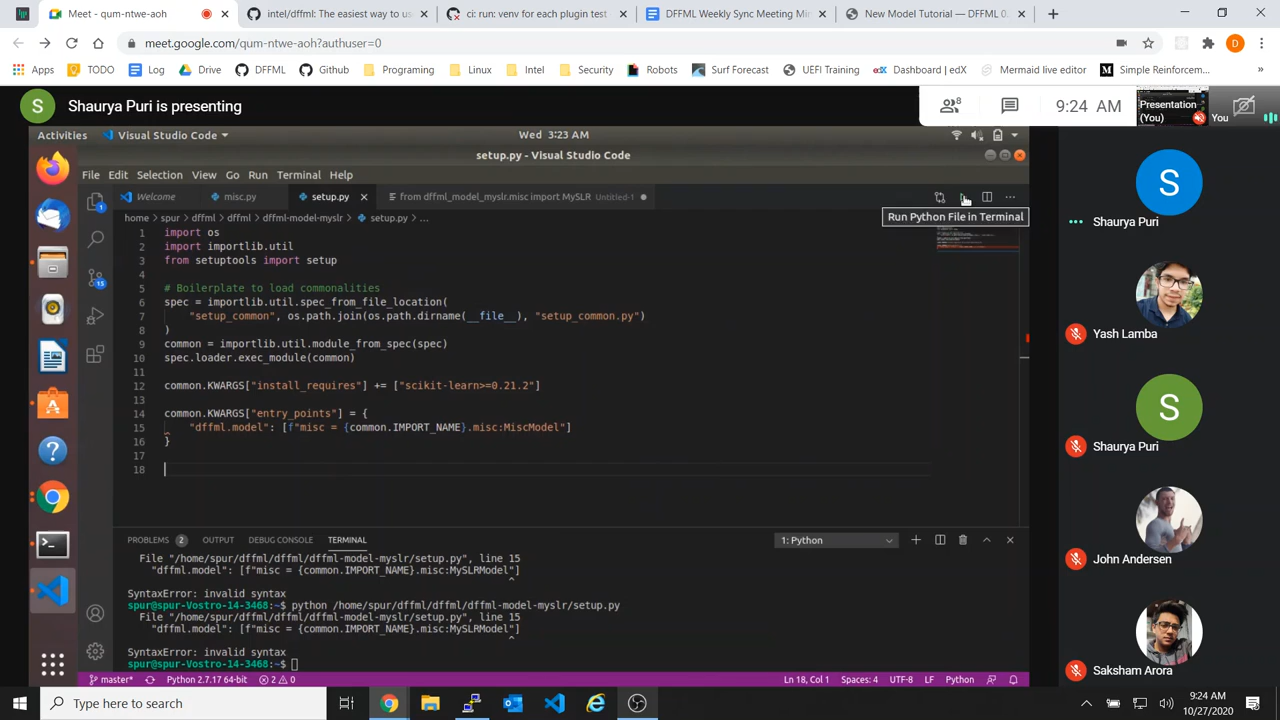 Meet - qum-ntwe-aoh
intel/dffml: The easiest way to us
ci: run venv for each plugin test
DFFML Weekly Sync Meeting Min
New Model Tutorial — DFFML 0.
meet.google.com/qum-ntwe-aoh?authuser=0
D
Apps TODO Log Drive DFFML Github Programing Linux Intel Security Robots Surf Forecast UEFI Training Dashboard | edX Mermaid live editor Simple Reinforcem...
S Shaurya Puri is presenting
8
9:24 AM
Presentation (You)
You
Activities Visual Studio Code Wed 3:23 AM
setup.py - Visual Studio Code
File Edit Selection View Go Run Terminal Help
Welcome misc.py setup.py from dffml_model_myslr.misc import MySLR Untitled-1
home > spur > dffml > dffml > dffml-model-myslr > setup.py > ...
Run Python File in Terminal
1 import os
2 import importlib.util
3 from setuptools import setup
4
5 # Boilerplate to load commonalities
6 spec = importlib.util.spec_from_file_location(
7 "setup_common", os.path.join(os.path.dirname(__file__), "setup_common.py")
8 )
9 common = importlib.util.module_from_spec(spec)
10 spec.loader.exec_module(common)
11
12 common.KWARGS["install_requires"] += ["scikit-learn>=0.21.2"]
13
14 common.KWARGS["entry_points"] = {
15 "dffml.model": [f"misc = {common.IMPORT_NAME}.misc:MiscModel"]
16 }
17
18
1
15
PROBLEMS 2 OUTPUT DEBUG CONSOLE TERMINAL 1: Python
File "/home/spur/dffml/dffml/dffml-model-myslr/setup.py", line 15
"dffml.model": [f"misc = {common.IMPORT_NAME}.misc:MySLRModel"]
^
SyntaxError: invalid syntax
spur@spur-Vostro-14-3468:~$ python /home/spur/dffml/dffml/dffml-model-myslr/setup.py
File "/home/spur/dffml/dffml/dffml-model-myslr/setup.py", line 15
"dffml.model": [f"misc = {common.IMPORT_NAME}.misc:MySLRModel"]
^
SyntaxError: invalid syntax
spur@spur-Vostro-14-3468:~$
master* Python 2.7.17 64-bit 2 0 Ln 18, Col 1 Spaces: 4 UTF-8 LF Python
S
Shaurya Puri
Yash Lamba
S
Shaurya Puri
John Andersen
Saksham Arora
Type here to search
9:24 AM
10/27/2020